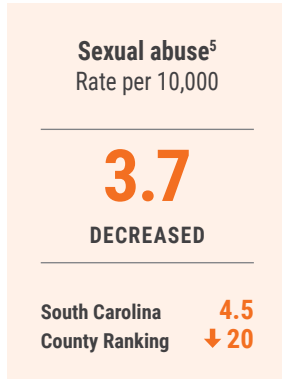 Sexual abuse⁵
Rate per 10,000
3.7
DECREASED
South Carolina 4.5
County Ranking 20